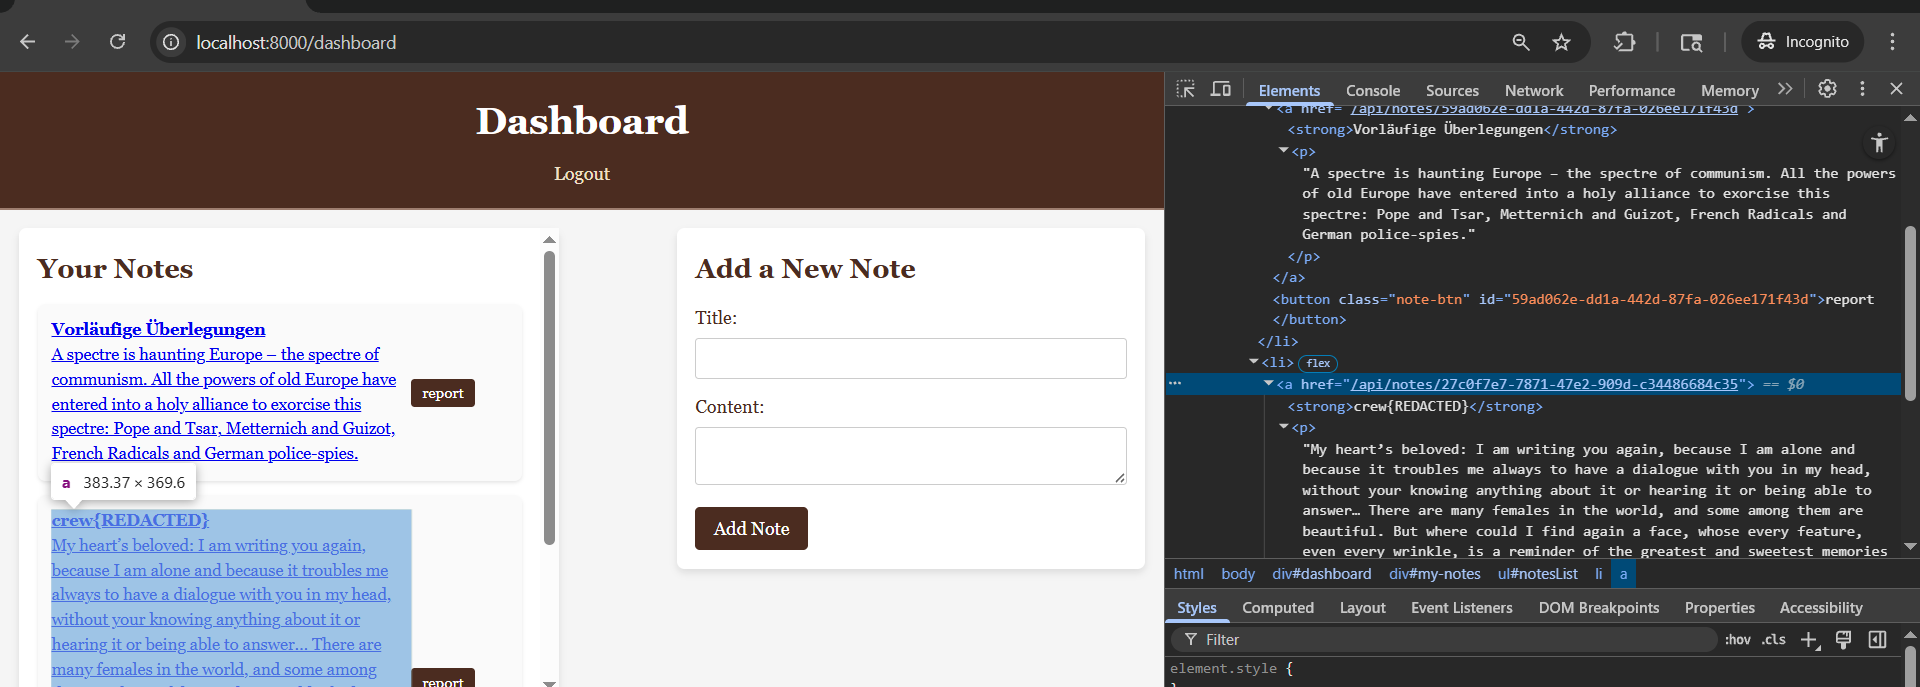 localhost:8000/dashboard
Incognito
Dashboard
Logout
Your Notes
Vorläufige Überlegungen
A spectre is haunting Europe – the spectre of
communism. All the powers of old Europe have
entered into a holy alliance to exorcise this
spectre: Pope and Tsar, Metternich and Guizot,
French Radicals and German police-spies.
report
a 383.37 × 369.6
crew{REDACTED}
My heart’s beloved: I am writing you again,
because I am alone and because it troubles me
always to have a dialogue with you in my head,
without your knowing anything about it or
hearing it or being able to answer… There are
many females in the world, and some among
report
Add a New Note
Title:
Content:
Add Note
Elements Console Sources Network Performance Memory
<a href="/api/notes/59ad062e-dd1a-442d-87fa-026ee171f43d">
<strong>Vorläufige Überlegungen</strong>
<p>
"A spectre is haunting Europe – the spectre of communism. All the powers
of old Europe have entered into a holy alliance to exorcise this
spectre: Pope and Tsar, Metternich and Guizot, French Radicals and
German police-spies."
</p>
</a>
<button class="note-btn" id="59ad062e-dd1a-442d-87fa-026ee171f43d">report
</button>
</li>
<li> flex
<a href="/api/notes/27c0f7e7-7871-47e2-909d-c34486684c35"> == $0
<strong>crew{REDACTED}</strong>
<p>
"My heart’s beloved: I am writing you again, because I am alone and
because it troubles me always to have a dialogue with you in my head,
without your knowing anything about it or hearing it or being able to
answer… There are many females in the world, and some among them are
beautiful. But where could I find again a face, whose every feature,
even every wrinkle, is a reminder of the greatest and sweetest memories
html body div#dashboard div#my-notes ul#notesList li a
Styles Computed Layout Event Listeners DOM Breakpoints Properties Accessibility
Filter :hov .cls
element.style {